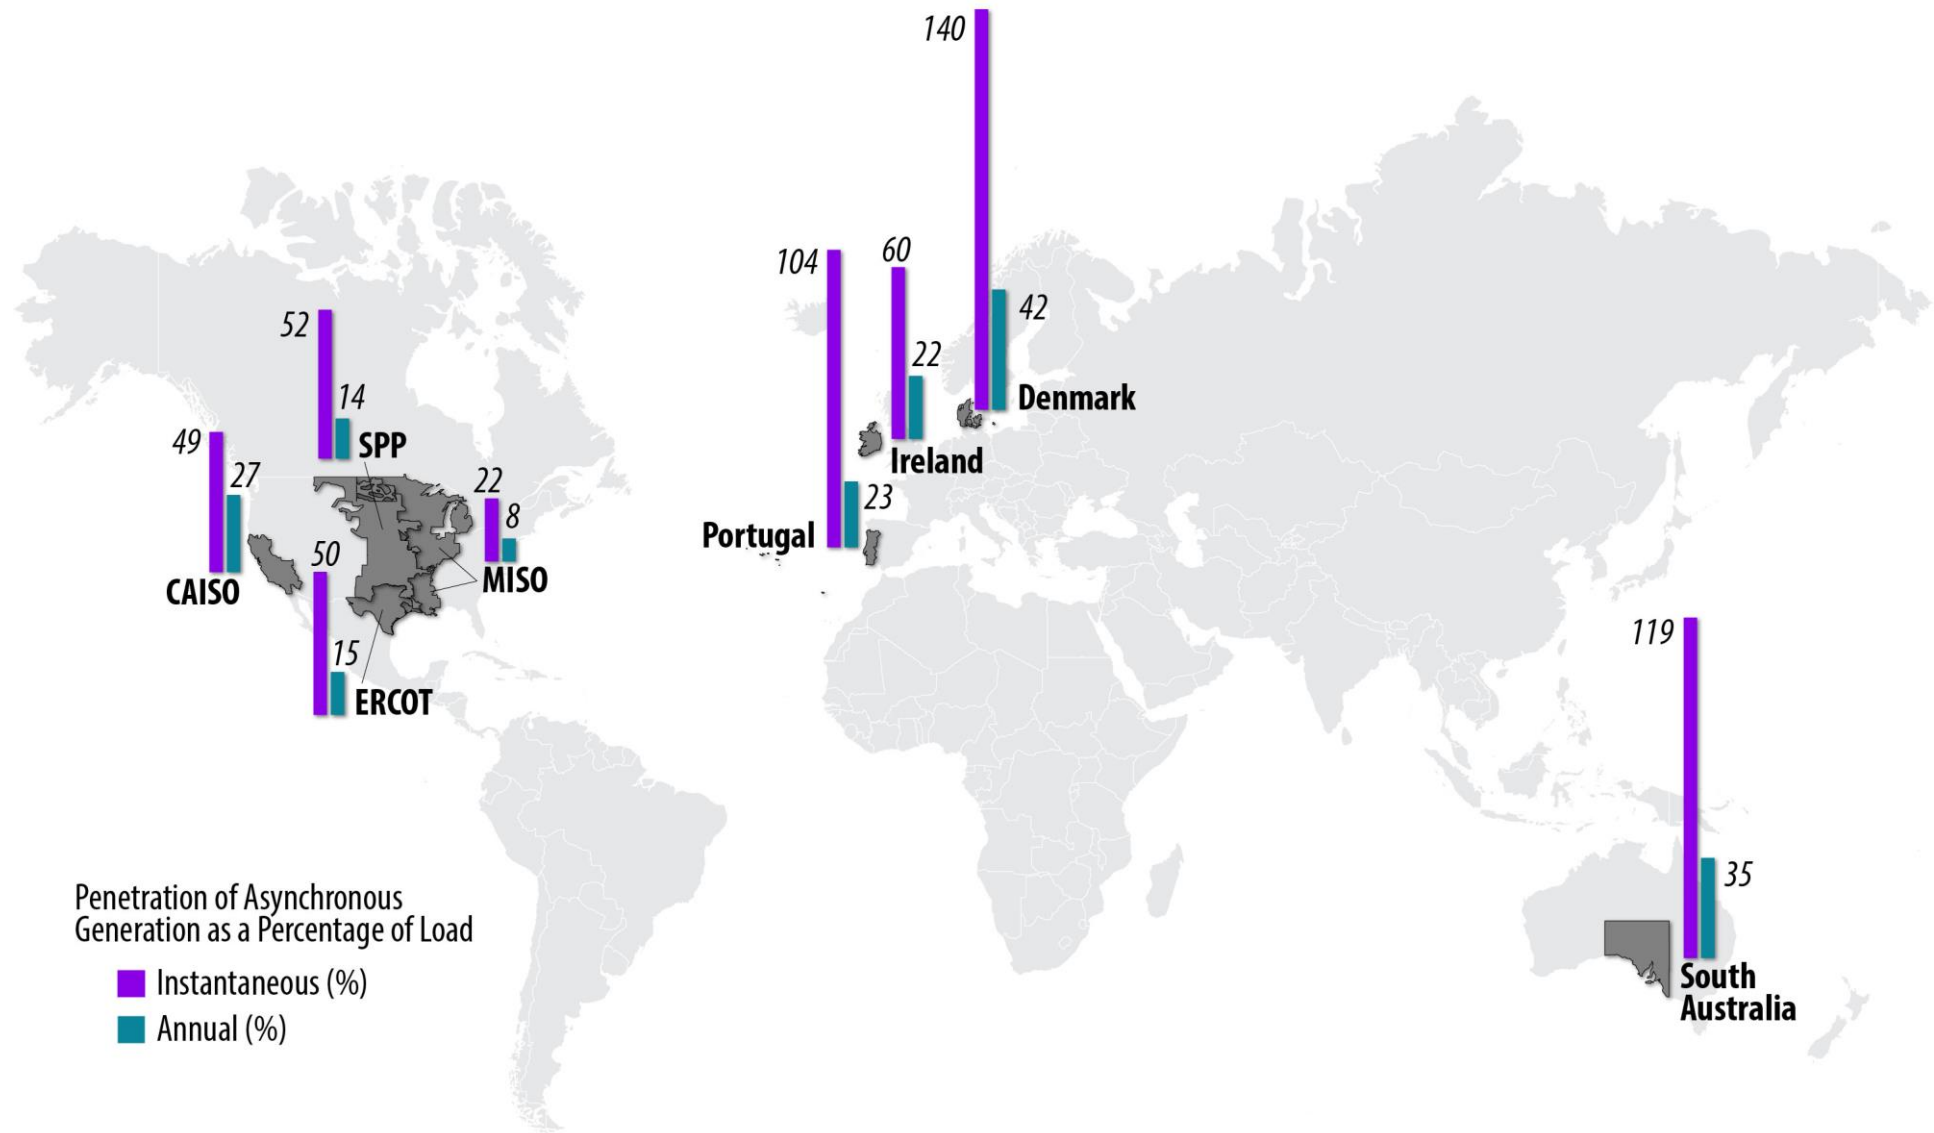 140
104
60
42
52
22
Denmark
14
49
SPP
Ireland
27
22
23
8
Portugal
50
MISO
CAISO
119
15
ERCOT
35
Penetration of Asynchronous
Generation as a Percentage of Load
Instantaneous (%)
Annual (%)
South
Australia